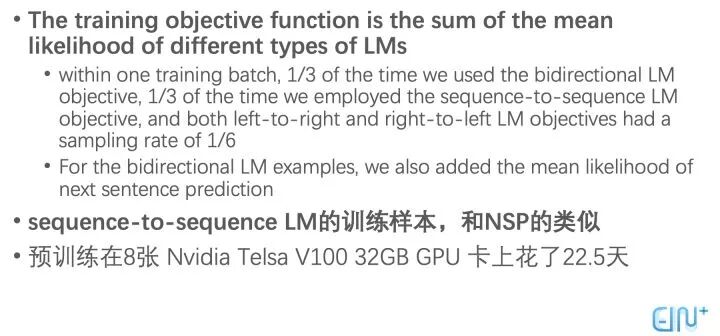 • The training objective function is the sum of the mean
likelihood of different types of LMs
• within one training batch, 1/3 of the time we used the bidirectional LM
objective, 1/3 of the time we employed the sequence-to-sequence LM
objective, and both left-to-right and right-to-left LM objectives had a
sampling rate of 1/6
• For the bidirectional LM examples, we also added the mean likelihood of
next sentence prediction
• sequence-to-sequence LM的训练样本，和NSP的类似
• 预训练在8张 Nvidia Telsa V100 32GB GPU 卡上花了22.5天
EIN+